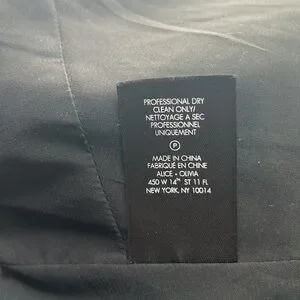 PROFESSIONAL DRY
CLEAN ONLY/
NETTOYAGE A SEC
PROFESSIONNEL
UNIQUEMENT
P
MADE IN CHINA
FABRIQUÉ EN CHINE
ALICE + OLIVIA
450 W 14TH ST 11 FL
NEW YORK, NY 10014